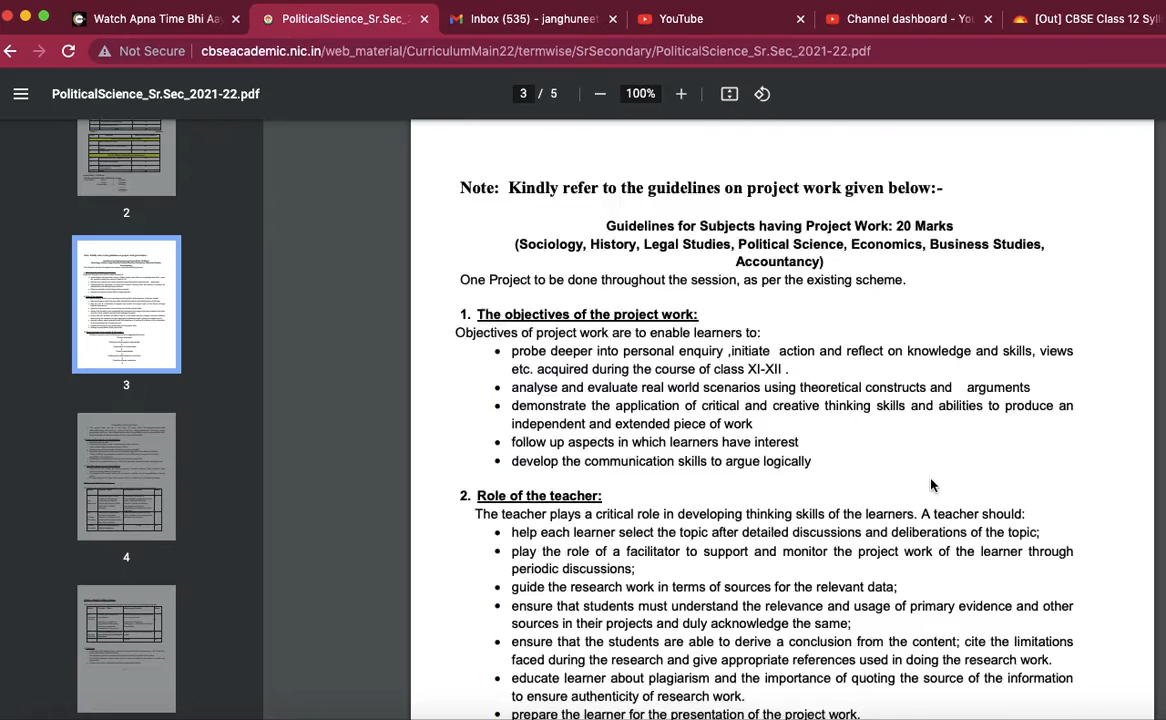 Watch Apna Time Bhi Aay
PoliticalScience_Sr.Sec_2
Inbox (535) - janghuneet
YouTube
Channel dashboard - You
[Out] CBSE Class 12 Syll
Not Secure
cbseacademic.nic.in/web_material/CurriculumMain22/termwise/SrSecondary/PoliticalScience_Sr.Sec_2021-22.pdf
PoliticalScience_Sr.Sec_2021-22.pdf
3 / 5
100%
2
3
4
Note: Kindly refer to the guidelines on project work given below:-
Guidelines for Subjects having Project Work: 20 Marks
(Sociology, History, Legal Studies, Political Science, Economics, Business Studies,
Accountancy)
One Project to be done throughout the session, as per the existing scheme.
1. The objectives of the project work:
Objectives of project work are to enable learners to:
• probe deeper into personal enquiry ,initiate action and reflect on knowledge and skills, views
etc. acquired during the course of class XI-XII .
• analyse and evaluate real world scenarios using theoretical constructs and arguments
• demonstrate the application of critical and creative thinking skills and abilities to produce an
independent and extended piece of work
• follow up aspects in which learners have interest
• develop the communication skills to argue logically
2. Role of the teacher:
The teacher plays a critical role in developing thinking skills of the learners. A teacher should:
• help each learner select the topic after detailed discussions and deliberations of the topic;
• play the role of a facilitator to support and monitor the project work of the learner through
periodic discussions;
• guide the research work in terms of sources for the relevant data;
• ensure that students must understand the relevance and usage of primary evidence and other
sources in their projects and duly acknowledge the same;
• ensure that the students are able to derive a conclusion from the content; cite the limitations
faced during the research and give appropriate references used in doing the research work.
• educate learner about plagiarism and the importance of quoting the source of the information
to ensure authenticity of research work.
• prepare the learner for the presentation of the project work.